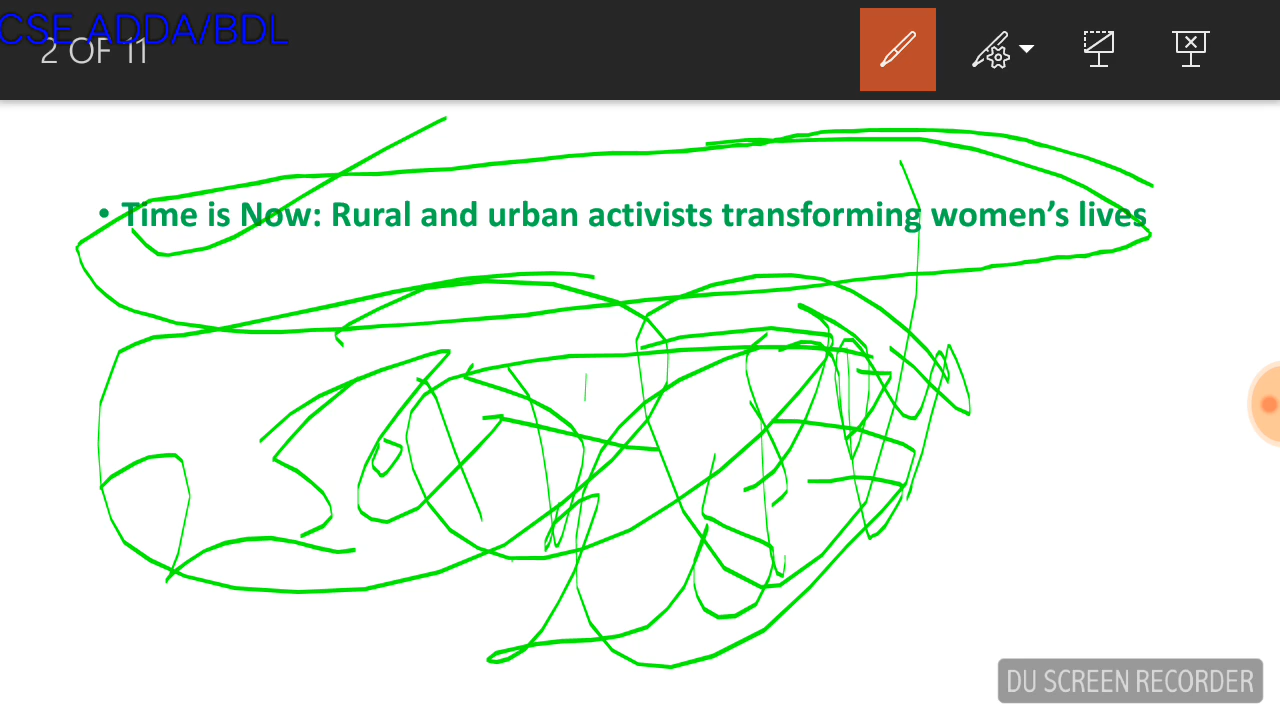 CSE ADDA/BDL
2 OF 11
• Time is Now: Rural and urban activists transforming women’s lives
DU SCREEN RECORDER